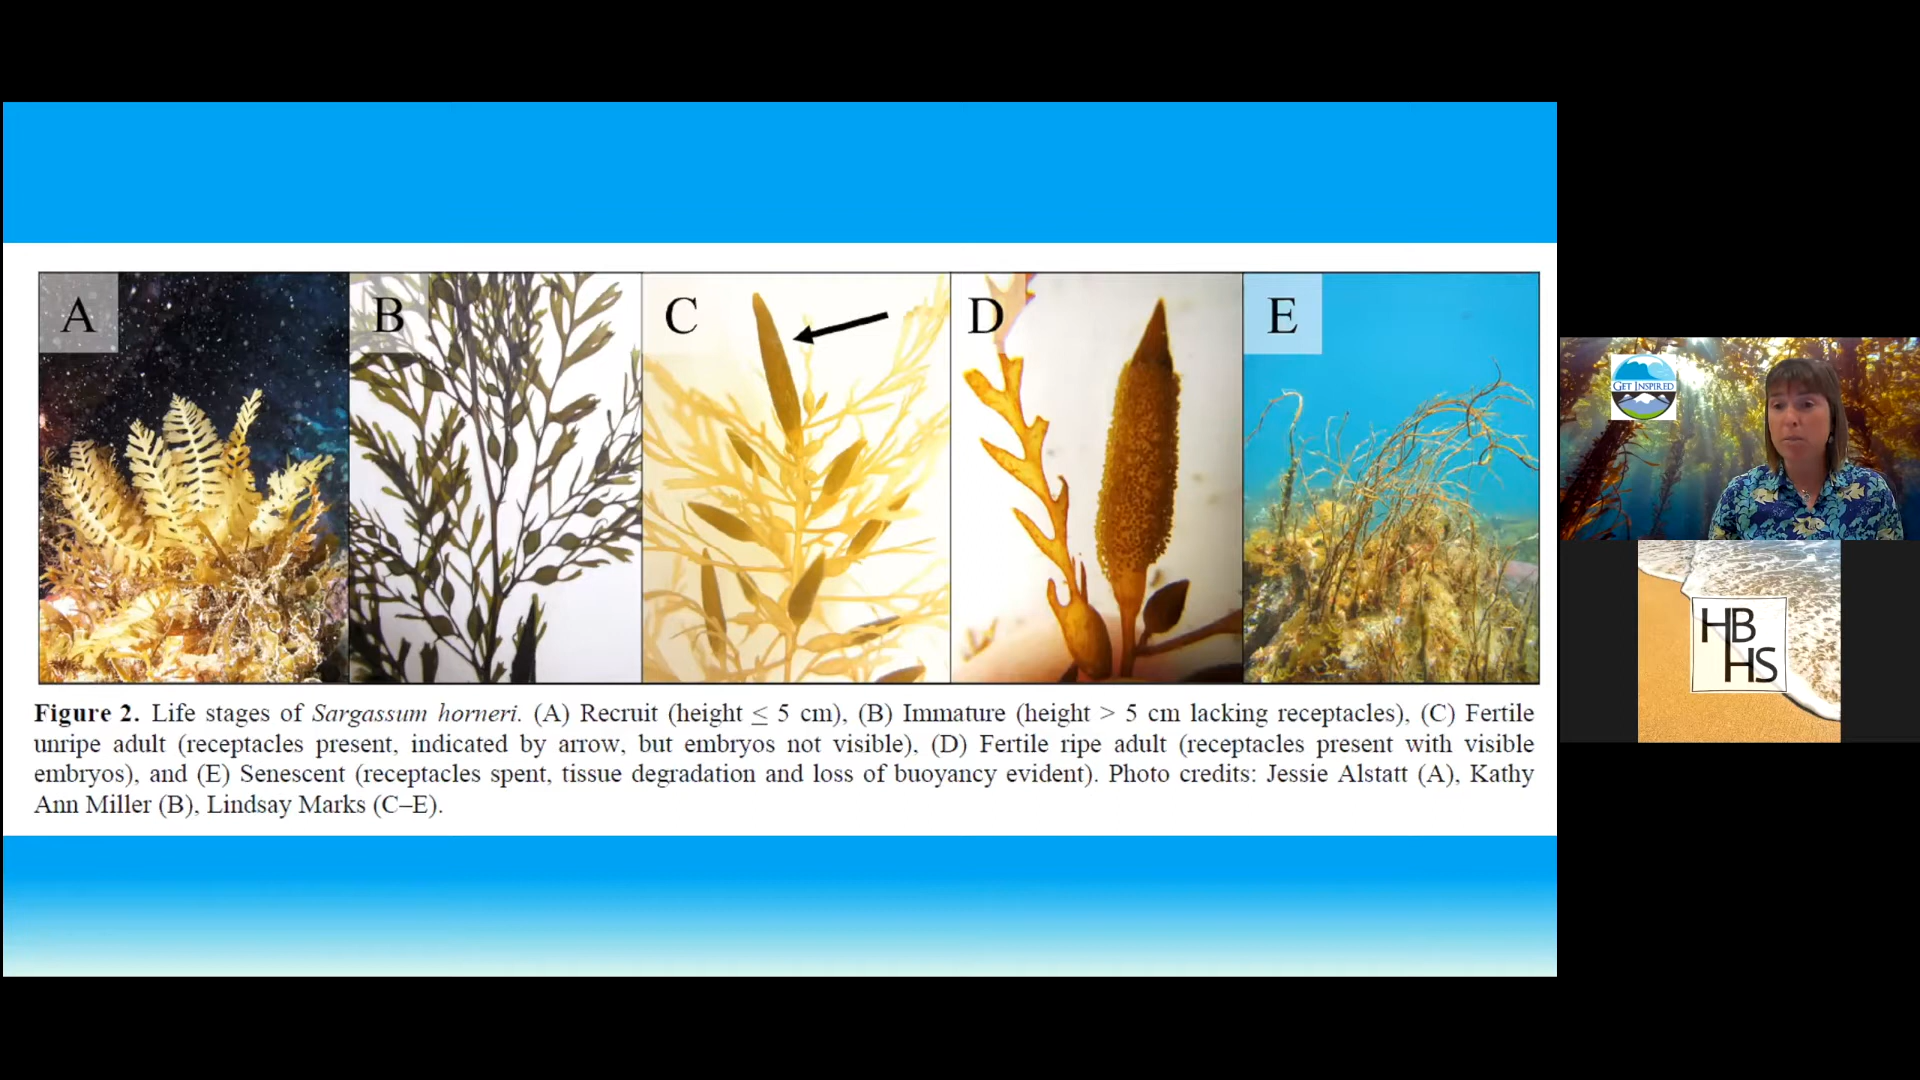 A
B
C
D
E
Figure 2. Life stages of Sargassum horneri. (A) Recruit (height ≤ 5 cm), (B) Immature (height > 5 cm lacking receptacles), (C) Fertile
unripe adult (receptacles present, indicated by arrow, but embryos not visible), (D) Fertile ripe adult (receptacles present with visible
embryos), and (E) Senescent (receptacles spent, tissue degradation and loss of buoyancy evident). Photo credits: Jessie Alstatt (A), Kathy
Ann Miller (B), Lindsay Marks (C–E).
GET INSPIRED
HB
HS